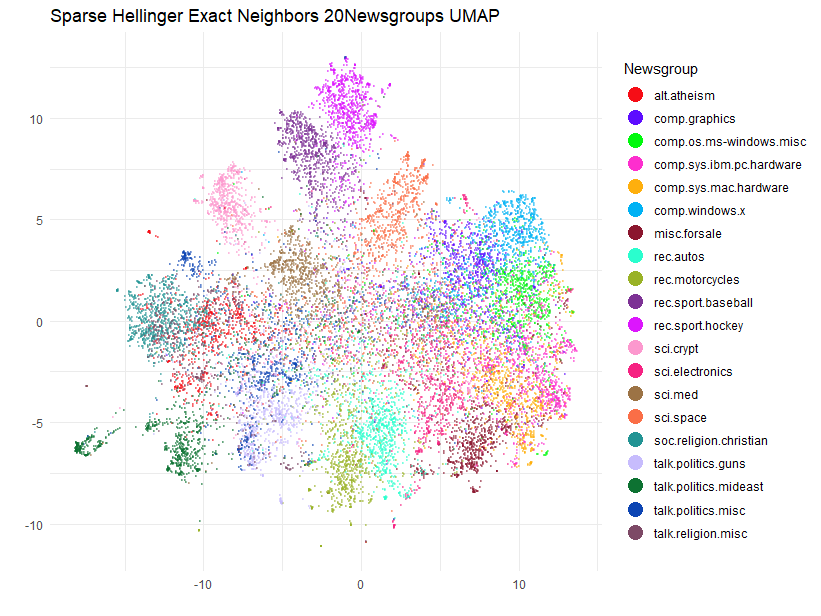 Sparse Hellinger Exact Neighbors 20Newsgroups UMAP
10
5
0
-5
-10
-10
0
10
Newsgroup
alt.atheism
comp.graphics
comp.os.ms-windows.misc
comp.sys.ibm.pc.hardware
comp.sys.mac.hardware
comp.windows.x
misc.forsale
rec.autos
rec.motorcycles
rec.sport.baseball
rec.sport.hockey
sci.crypt
sci.electronics
sci.med
sci.space
soc.religion.christian
talk.politics.guns
talk.politics.mideast
talk.politics.misc
talk.religion.misc